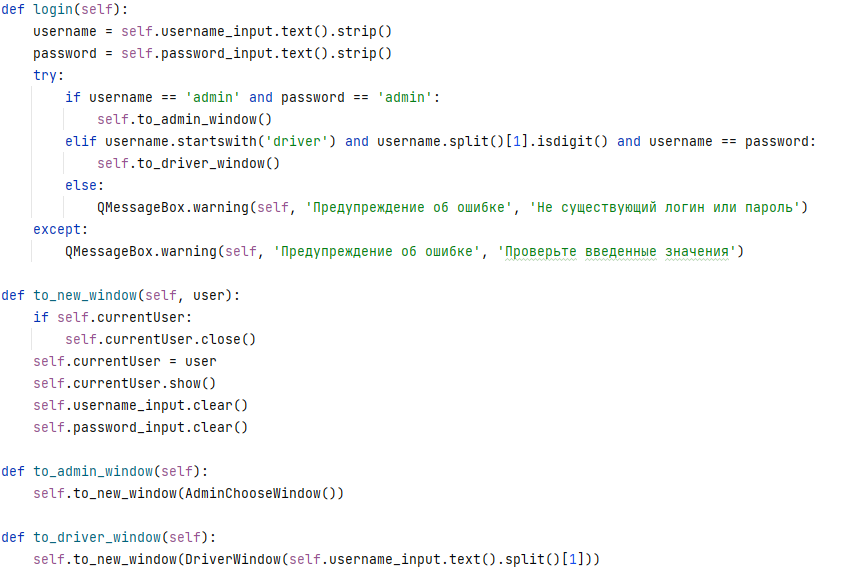 def login(self):
    username = self.username_input.text().strip()
    password = self.password_input.text().strip()
    try:
        if username == 'admin' and password == 'admin':
            self.to_admin_window()
        elif username.startswith('driver') and username.split()[1].isdigit() and username == password:
            self.to_driver_window()
        else:
            QMessageBox.warning(self, 'Предупреждение об ошибке', 'Не существующий логин или пароль')
    except:
        QMessageBox.warning(self, 'Предупреждение об ошибке', 'Проверьте введенные значения')

def to_new_window(self, user):
    if self.currentUser:
        self.currentUser.close()
    self.currentUser = user
    self.currentUser.show()
    self.username_input.clear()
    self.password_input.clear()

def to_admin_window(self):
    self.to_new_window(AdminChooseWindow())

def to_driver_window(self):
    self.to_new_window(DriverWindow(self.username_input.text().split()[1]))